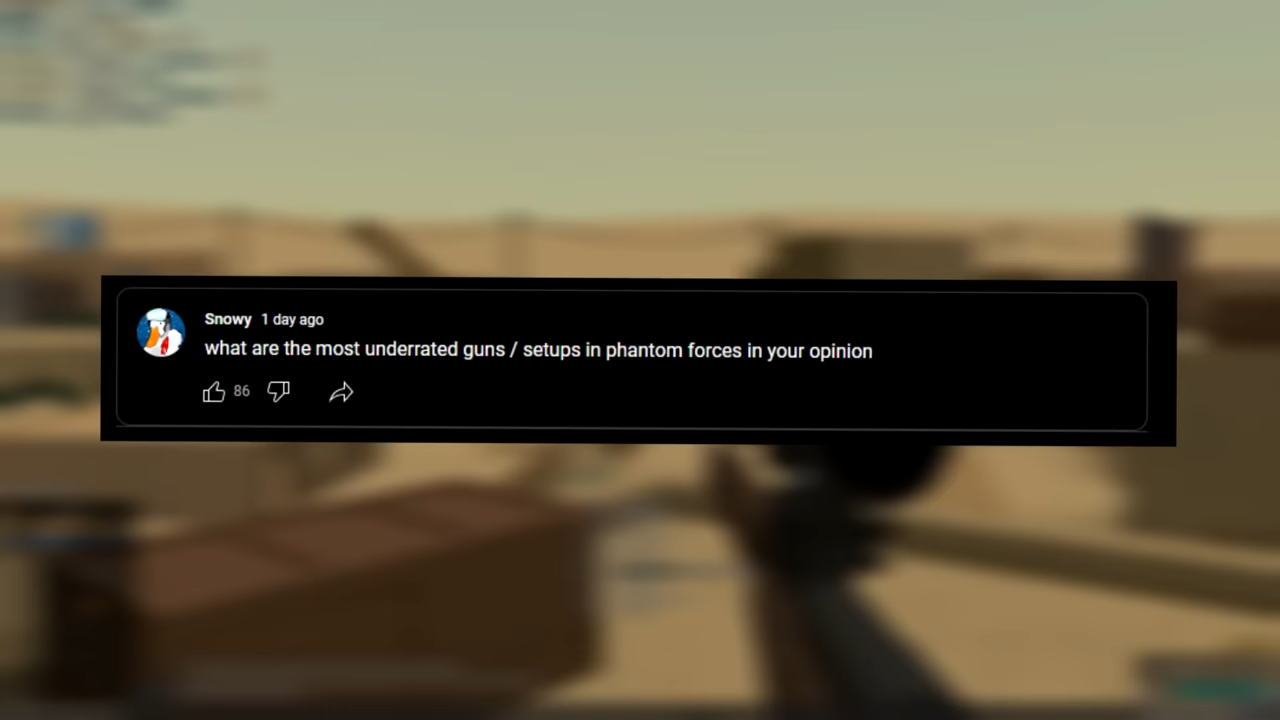 Snowy 1 day ago
what are the most underrated guns / setups in phantom forces in your opinion
86